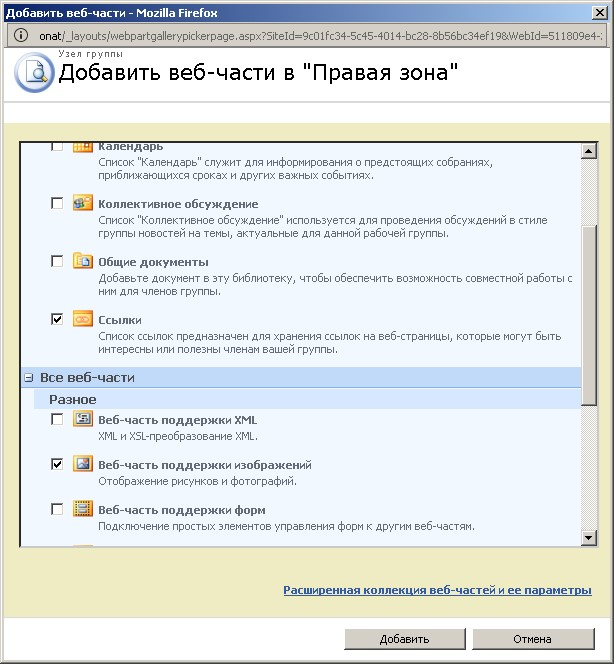 Добавить веб-части - Mozilla Firefox
onat/_layouts/webpartgallerypickerpage.aspx?SiteId=9c01fc34-5c45-4014-bc28-8b56bc34ef19&WebId=511809e4-
Узел группы
Добавить веб-части в "Правая зона"
Календарь
Список "Календарь" служит для информирования о предстоящих собраниях,
приближающихся сроках и других важных событиях.
Коллективное обсуждение
Список "Коллективное обсуждение" используется для проведения обсуждений в стиле
группы новостей на темы, актуальные для данной рабочей группы.
Общие документы
Добавьте документ в эту библиотеку, чтобы обеспечить возможность совместной работы с
ним для членов группы.
Ссылки
Список ссылок предназначен для хранения ссылок на веб-страницы, которые могут быть
интересны или полезны членам вашей группы.
Все веб-части
Разное
Веб-часть поддержки XML
XML и XSL-преобразование XML.
Веб-часть поддержки изображений
Отображение рисунков и фотографий.
Веб-часть поддержки форм
Подключение простых элементов управления форм к другим веб-частям.
Расширенная коллекция веб-частей и ее параметры
Добавить
Отмена